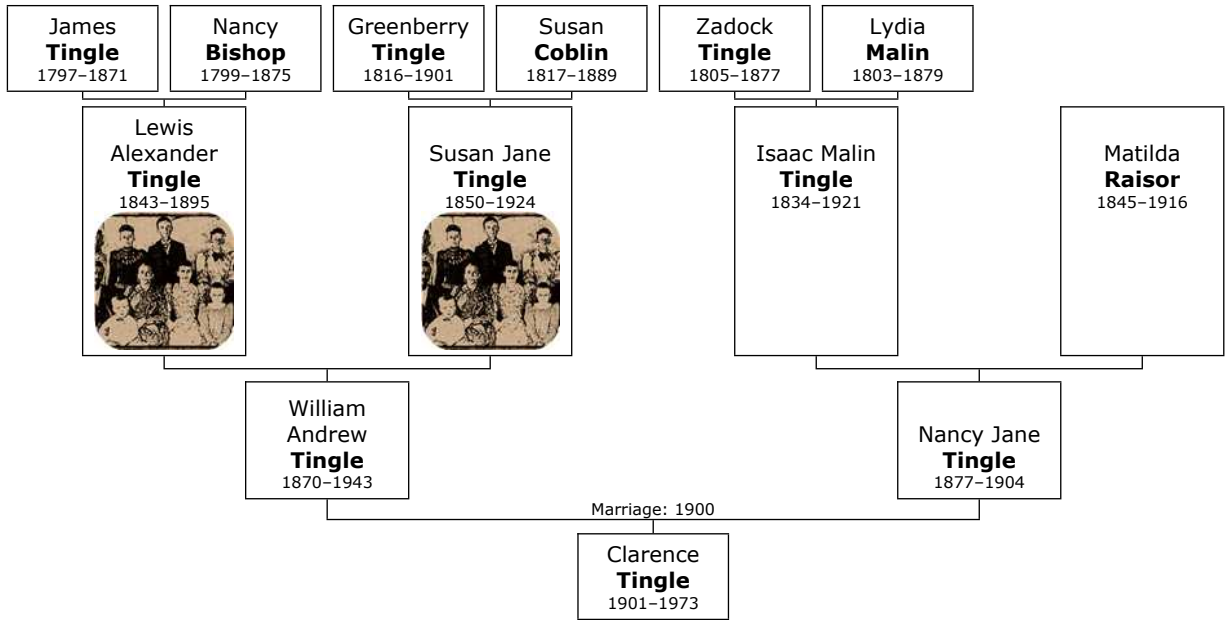 James
Tingle
1797–1871
Nancy
Bishop
1799–1875
Greenberry
Tingle
1816–1901
Susan
Coblin
1817–1889
Zadock
Tingle
1805–1877
Lydia
Malin
1803–1879
Lewis
Alexander
Tingle
1843–1895
Susan Jane
Tingle
1850–1924
Isaac Malin
Tingle
1834–1921
Matilda
Raisor
1845–1916
William
Andrew
Tingle
1870–1943
Nancy Jane
Tingle
1877–1904
Marriage: 1900
Clarence
Tingle
1901–1973